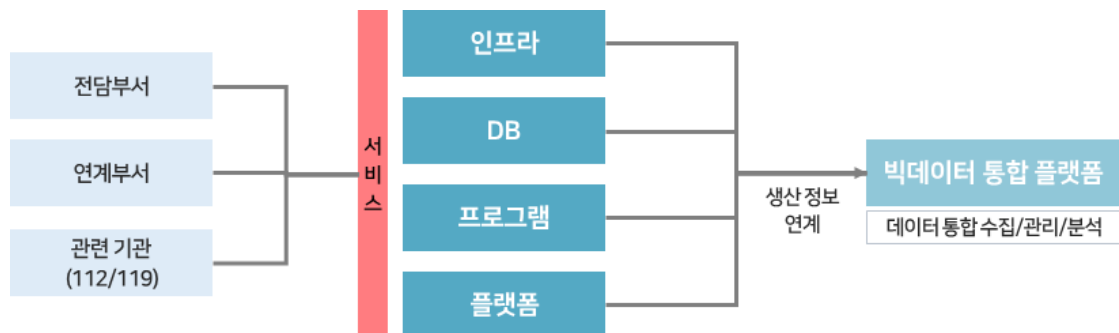 전담부서
연계부서
관련 기관
(112/119)
서
비
스
인프라
DB
프로그램
플랫폼
생산 정보
연계
빅데이터 통합 플랫폼
데이터 통합 수집/관리/분석